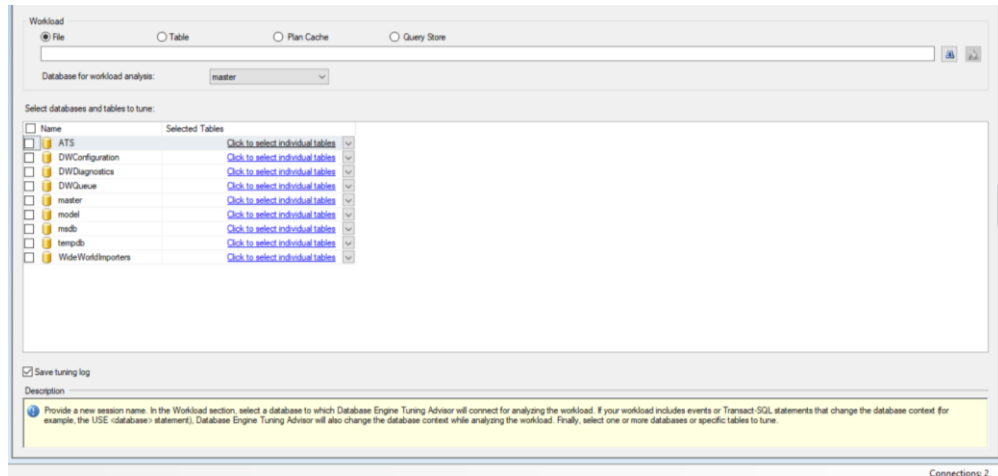 Workload
File Table Plan Cache Query Store
Database for workload analysis: master
Select databases and tables to tune:
Name Selected Tables
ATS Click to select individual tables
DWConfiguration Click to select individual tables
DWDiagnostics Click to select individual tables
DWQueue Click to select individual tables
master Click to select individual tables
model Click to select individual tables
msdb Click to select individual tables
tempdb Click to select individual tables
WideWorldImporters Click to select individual tables
Save tuning log
Description
Provide a new session name. In the Workload section, select a database to which Database Engine Tuning Advisor will connect for analyzing the workload. If your workload includes events or Transact-SQL statements that change the database context (for
example, the USE <database> statement), Database Engine Tuning Advisor will also change the database context while analyzing the workload. Finally, select one or more databases or specific tables to tune.
Connections: 2